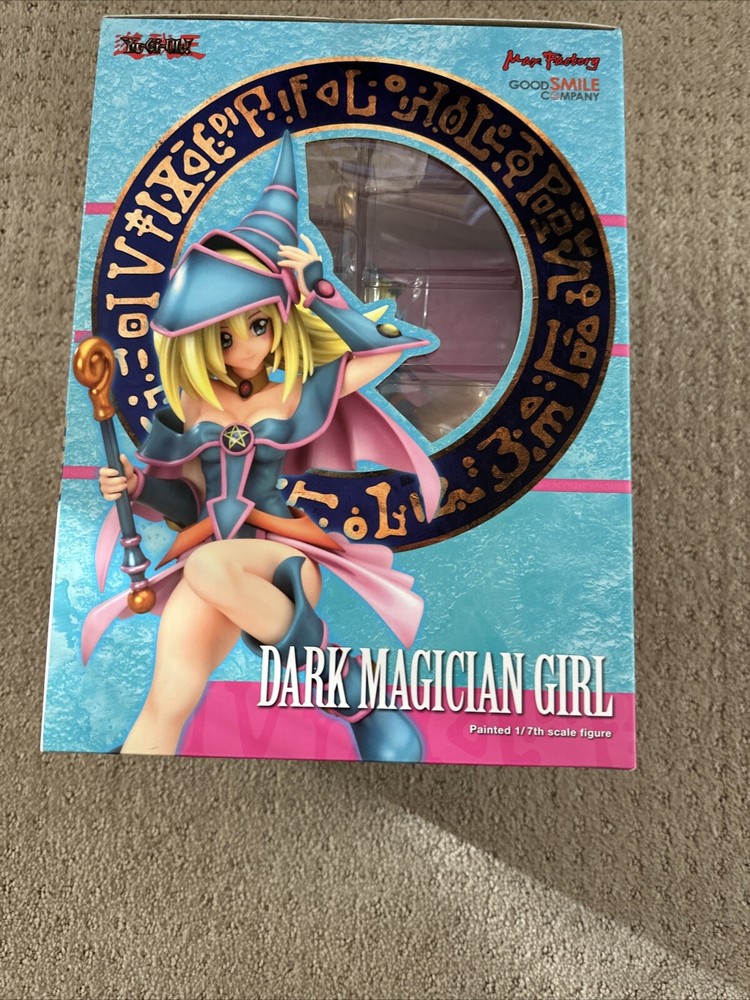 Yu-Gi-Oh!
Max Factory
GOOD SMILE
COMPANY
DARK MAGICIAN GIRL
Painted 1/7th scale figure